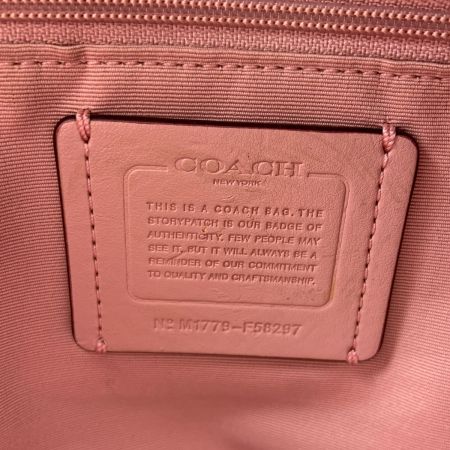 COACH
NEW YORK
THIS IS A COACH BAG. THE
STORYPATCH IS OUR BADGE OF
AUTHENTICITY. FEW PEOPLE MAY
SEE IT, BUT IT WILL ALWAYS BE A
REMINDER OF OUR COMMITMENT
TO QUALITY AND CRAFTSMANSHIP.
Nº M1779-F58297